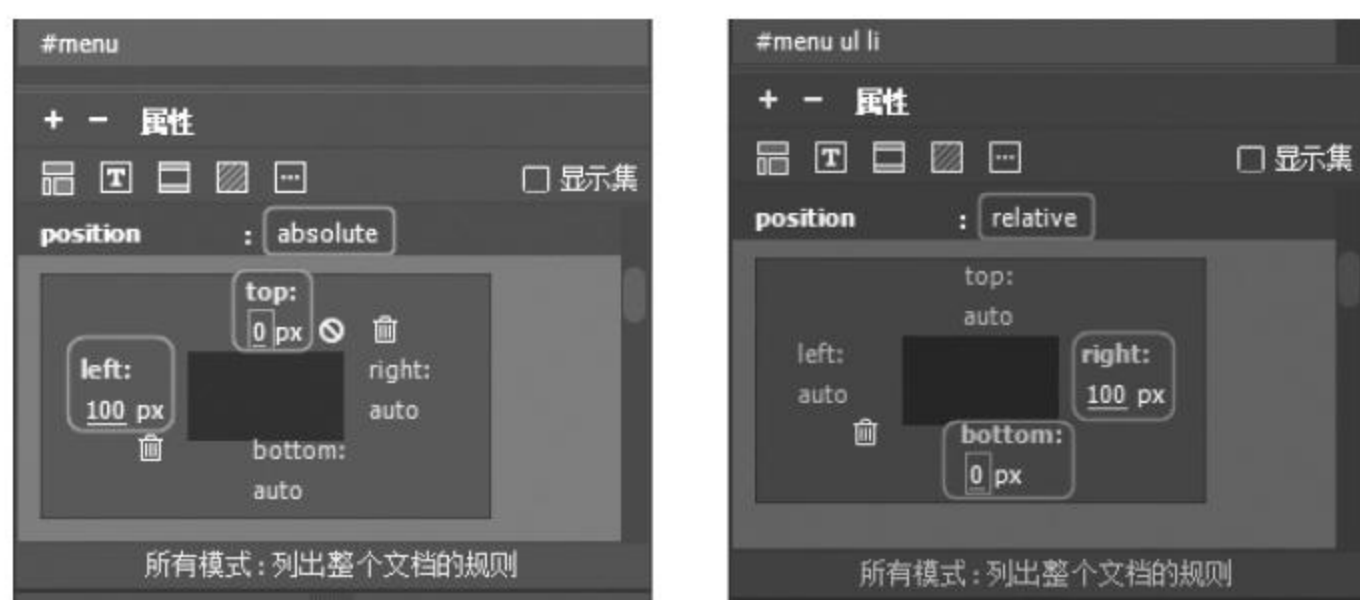 #menu
+ − 属性
T
显示集
position : absolute
top:
0 px
left:
100 px
right:
auto
bottom:
auto
所有模式 : 列出整个文档的规则
#menu ul li
+ − 属性
T
显示集
position : relative
top:
auto
left:
auto
right:
100 px
bottom:
0 px
所有模式 : 列出整个文档的规则